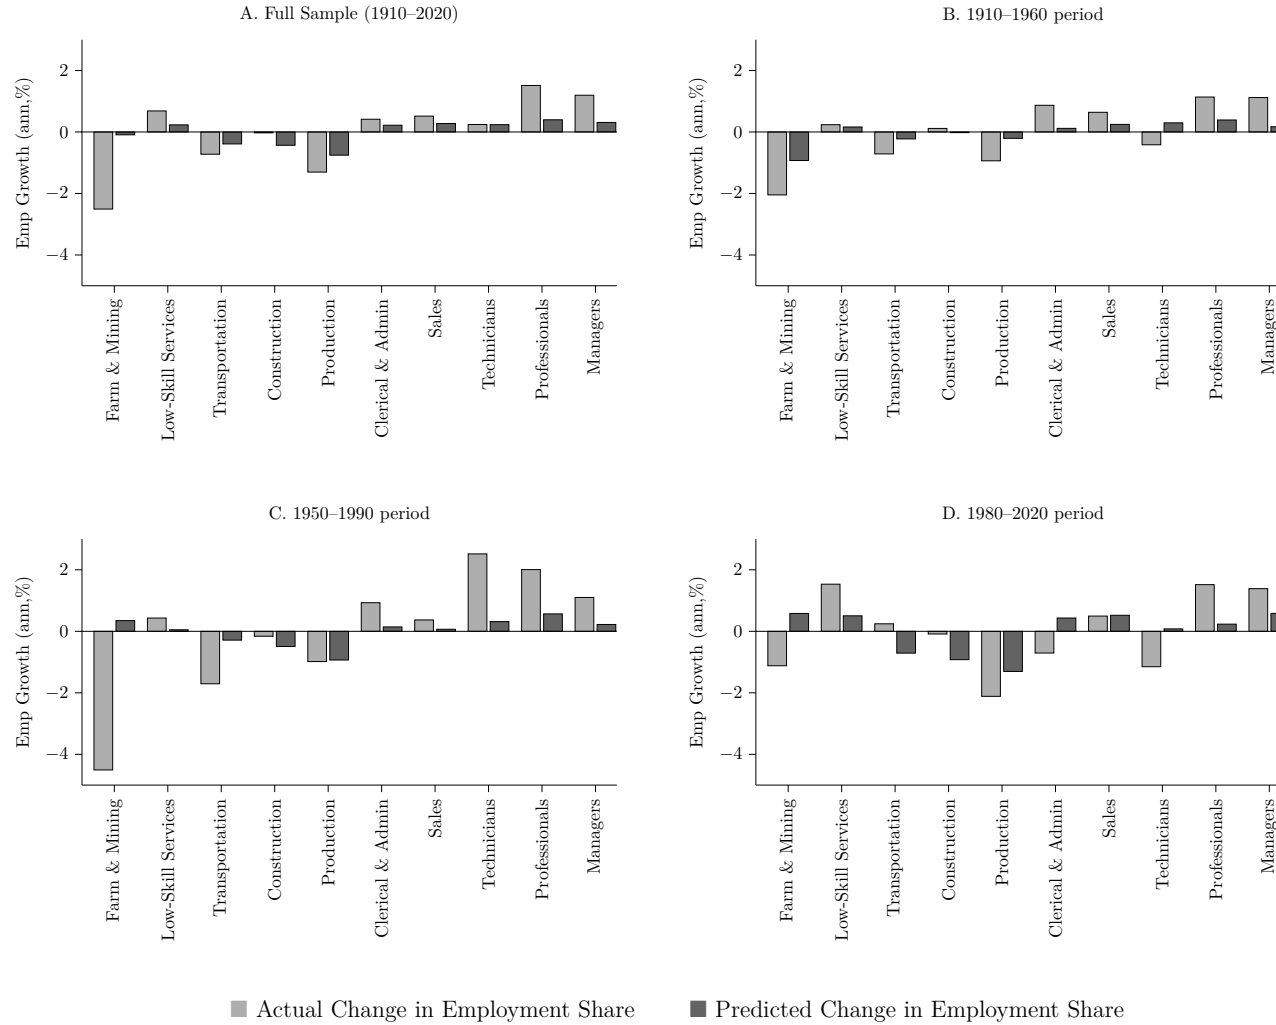 A. Full Sample (1910–2020)
Emp Growth (ann,%)
2
0
−2
−4
Farm & Mining
Low-Skill Services
Transportation
Construction
Production
Clerical & Admin
Sales
Technicians
Professionals
Managers
B. 1910–1960 period
Emp Growth (ann,%)
2
0
−2
−4
Farm & Mining
Low-Skill Services
Transportation
Construction
Production
Clerical & Admin
Sales
Technicians
Professionals
Managers
C. 1950–1990 period
Emp Growth (ann,%)
2
0
−2
−4
Farm & Mining
Low-Skill Services
Transportation
Construction
Production
Clerical & Admin
Sales
Technicians
Professionals
Managers
D. 1980–2020 period
Emp Growth (ann,%)
2
0
−2
−4
Farm & Mining
Low-Skill Services
Transportation
Construction
Production
Clerical & Admin
Sales
Technicians
Professionals
Managers
Actual Change in Employment Share
Predicted Change in Employment Share